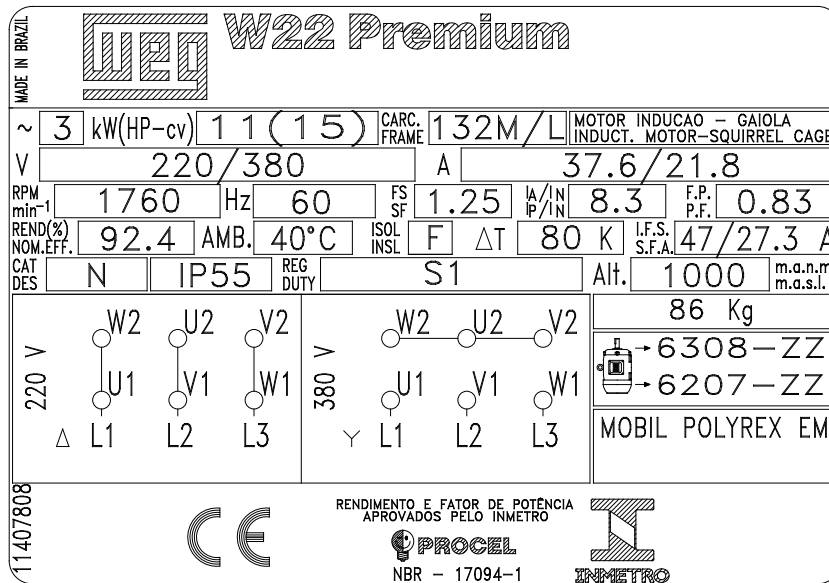 MADE IN BRAZIL
WEG
W22 Premium
~ 3 kW(HP-cv) 11(15) CARC. FRAME 132M/L MOTOR INDUCAO - GAIOLA
INDUCT. MOTOR-SQUIRREL CAGE
V 220/380 A 37.6/21.8
RPM min-1 1760 Hz 60 FS SF 1.25 IA/IN IP/IN 8.3 F.P. P.F. 0.83
REND(%) NOM.EFF. 92.4 AMB. 40°C ISOL INSL F ΔT 80 K I.F.S. S.F.A. 47/27.3 A
CAT DES N IP55 REG DUTY S1 Alt. 1000 m.a.n.m m.a.s.l.
220 V
W2 U2 V2
U1 V1 W1
Δ L1 L2 L3
380 V
W2 U2 V2
U1 V1 W1
Y L1 L2 L3
86 Kg
6308-ZZ
6207-ZZ
MOBIL POLYREX EM
11407808
CE
RENDIMENTO E FATOR DE POTÊNCIA
APROVADOS PELO INMETRO
PROCEL
NBR - 17094-1
INMETRO